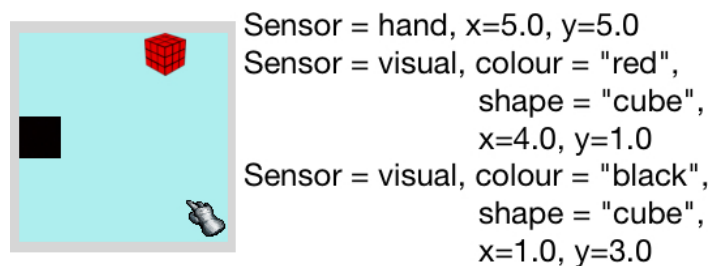 Sensor = hand, x=5.0, y=5.0
Sensor = visual, colour = "red",
shape = "cube",
x=4.0, y=1.0
Sensor = visual, colour = "black",
shape = "cube",
x=1.0, y=3.0